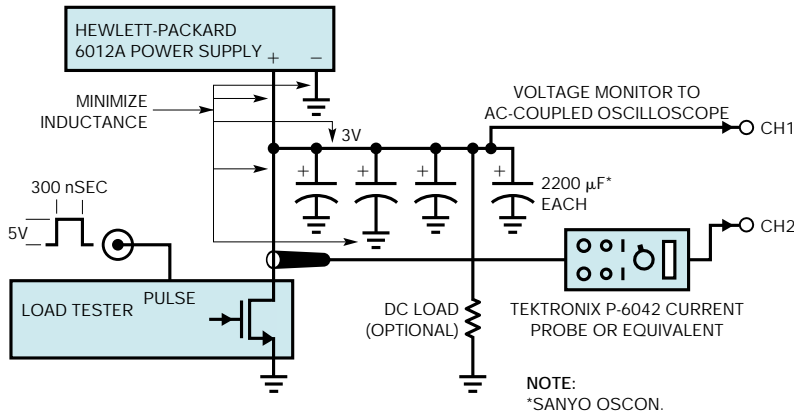 HEWLETT-PACKARD
6012A POWER SUPPLY
+ −
MINIMIZE
INDUCTANCE
VOLTAGE MONITOR TO
AC-COUPLED OSCILLOSCOPE
CH1
3V
+ + + +
2200 µF*
EACH
300 nSEC
5V
CH2
LOAD TESTER
PULSE
DC LOAD
(OPTIONAL)
TEKTRONIX P-6042 CURRENT
PROBE OR EQUIVALENT
NOTE:
*SANYO OSCON.